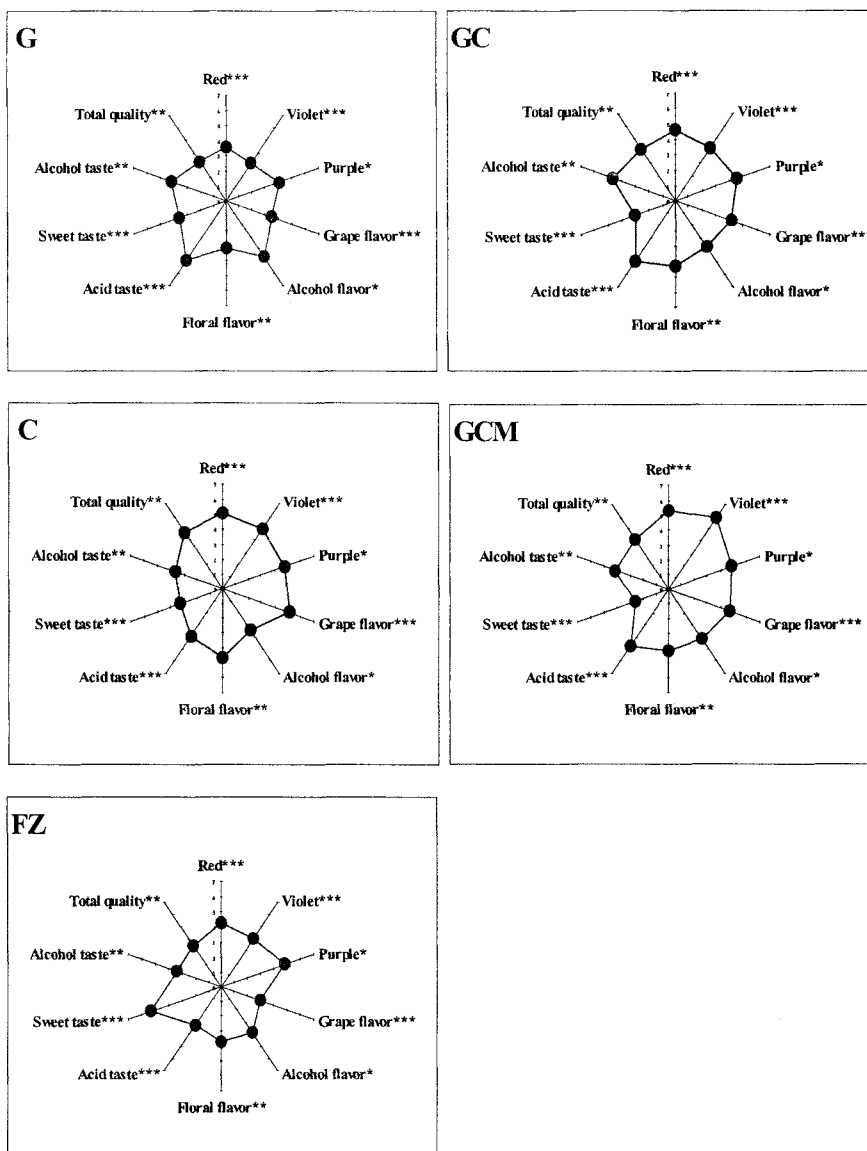 G
Red***
Total quality**
Violet***
Alcohol taste**
Purple*
Sweet taste***
Grape flavor***
Acid taste***
Alcohol flavor*
Floral flavor**
GC
Red***
Total quality**
Violet***
Alcohol taste**
Purple*
Sweet taste***
Grape flavor***
Acid taste***
Alcohol flavor*
Floral flavor**
C
Red***
Total quality**
Violet***
Alcohol taste**
Purple*
Sweet taste***
Grape flavor***
Acid taste***
Alcohol flavor*
Floral flavor**
GCM
Red***
Total quality**
Violet***
Alcohol taste**
Purple*
Sweet taste***
Grape flavor***
Acid taste***
Alcohol flavor*
Floral flavor**
FZ
Red***
Total quality**
Violet***
Alcohol taste**
Purple*
Sweet taste***
Grape flavor***
Acid taste***
Alcohol flavor*
Floral flavor**